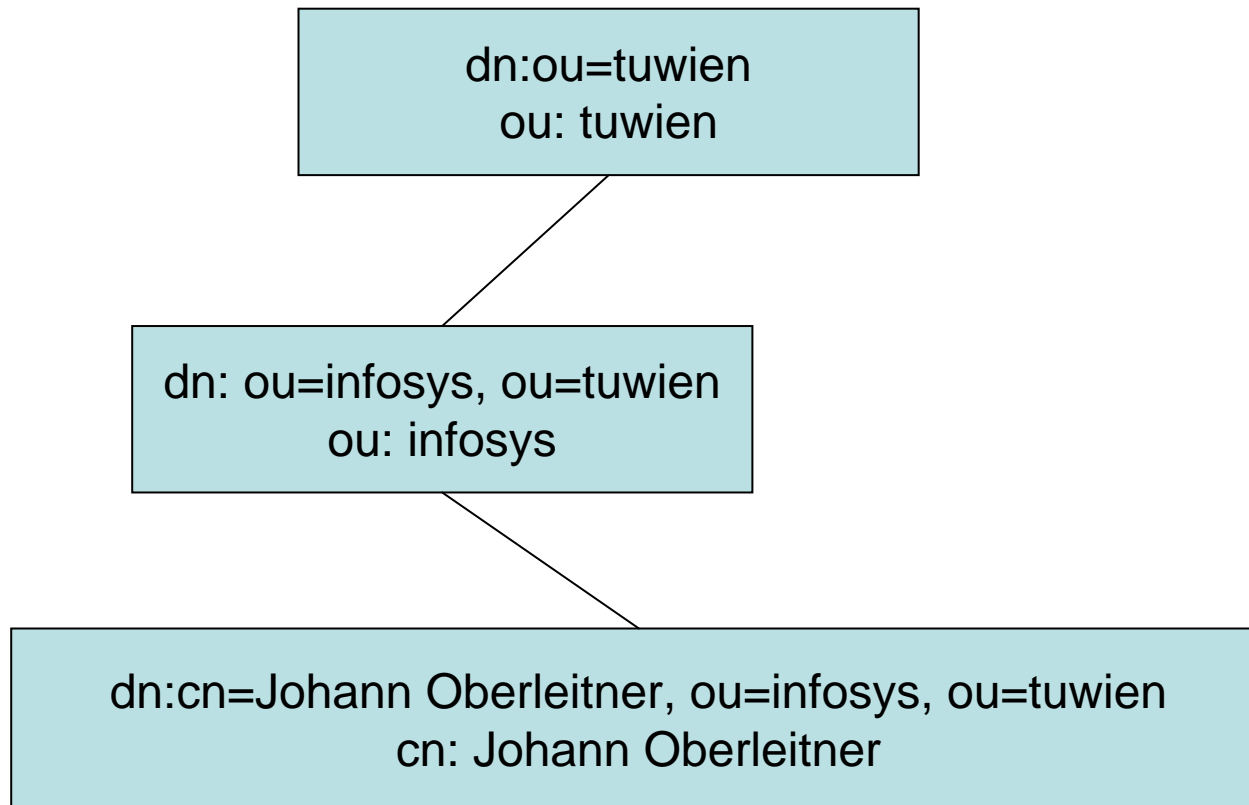 dn:ou=tuwien
ou: tuwien
dn: ou=infosys, ou=tuwien
ou: infosys
dn:cn=Johann Oberleitner, ou=infosys, ou=tuwien
cn: Johann Oberleitner